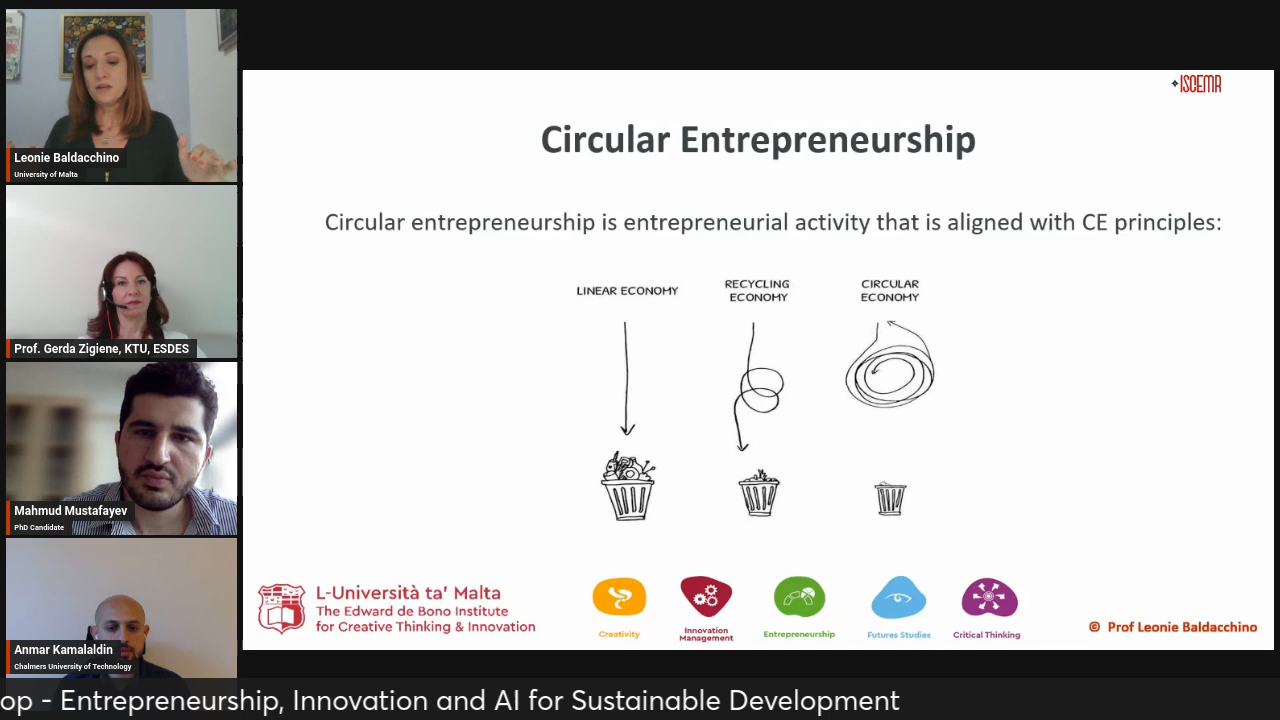 Leonie Baldacchino
University of Malta
Prof. Gerda Zigiene, KTU, ESDES
Mahmud Mustafayev
PhD Candidate
Anmar Kamalaldin
Chalmers University of Technology
ISCEMR
Circular Entrepreneurship
Circular entrepreneurship is entrepreneurial activity that is aligned with CE principles:
LINEAR ECONOMY
RECYCLING
ECONOMY
CIRCULAR
ECONOMY
L-Università ta' Malta
The Edward de Bono Institute
for Creative Thinking & Innovation
Creativity
Innovation
Management
Entrepreneurship
Futures Studies
Critical Thinking
© Prof Leonie Baldacchino
op - Entrepreneurship, Innovation and AI for Sustainable Development